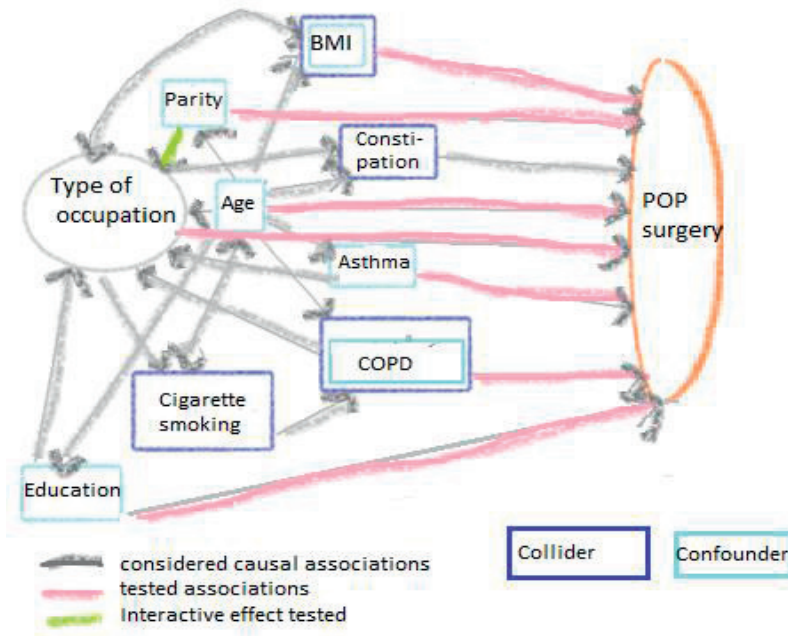 BMI
Parity
Consti-
pation
Type of
occupation
Age
POP
surgery
Asthma
COPD
Cigarette
smoking
Education
considered causal associations
tested associations
Interactive effect tested
Collider
Confounder